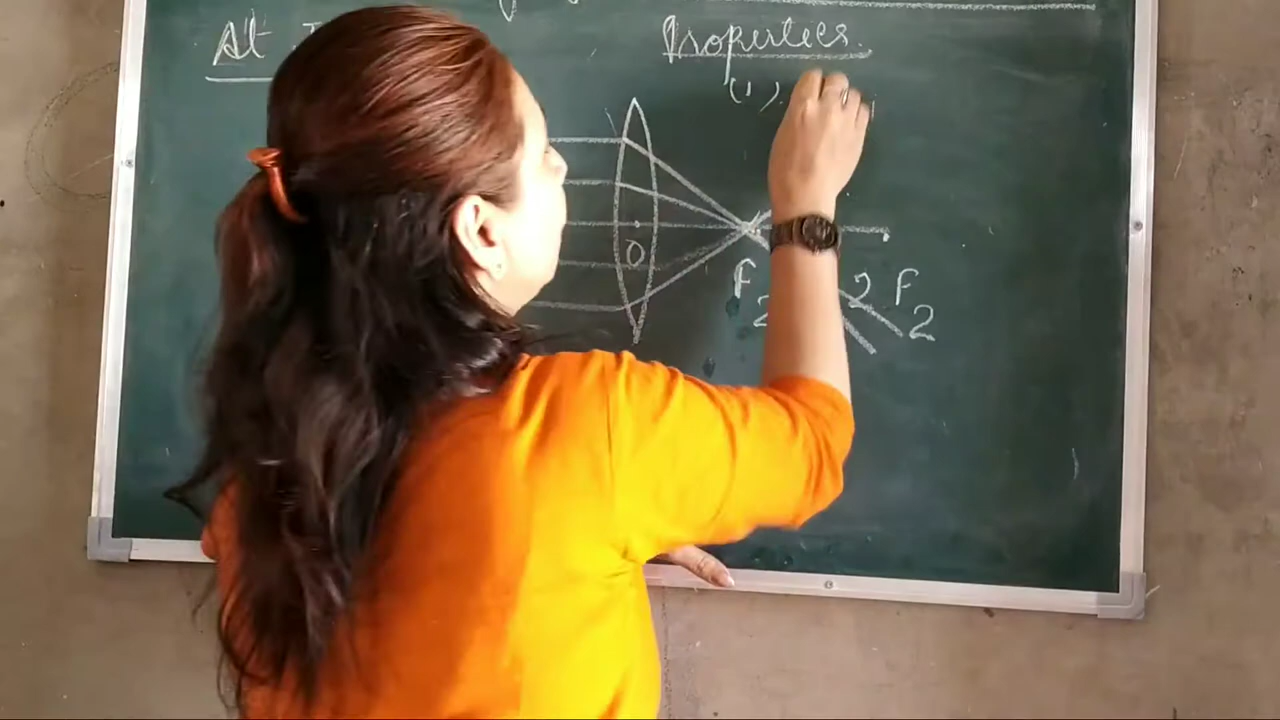 At
Properties.
(1).
O
F2 2F2